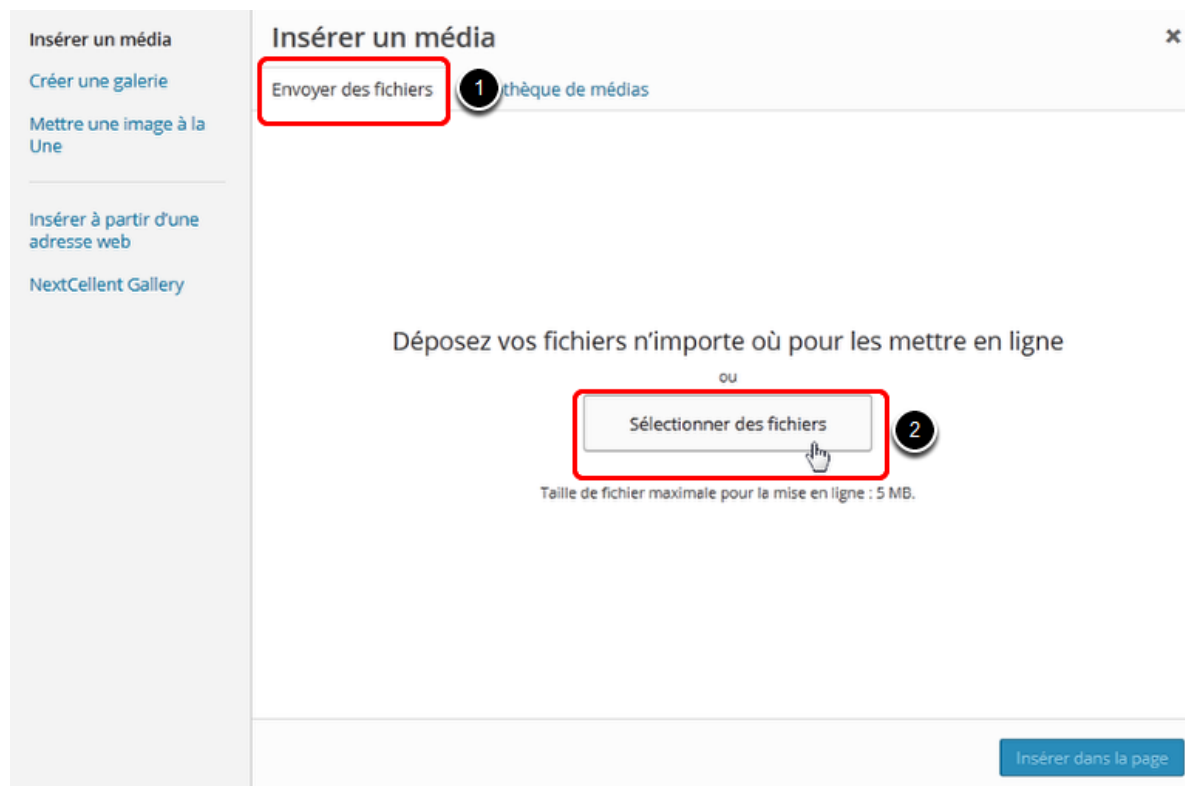 Insérer un média
Créer une galerie
Mettre une image à la
Une
Insérer à partir d'une
adresse web
NextCellent Gallery
Insérer un média
×
Envoyer des fichiers
1
thèque de médias
Déposez vos fichiers n'importe où pour les mettre en ligne
ou
Sélectionner des fichiers
2
Taille de fichier maximale pour la mise en ligne : 5 MB.
Insérer dans la page